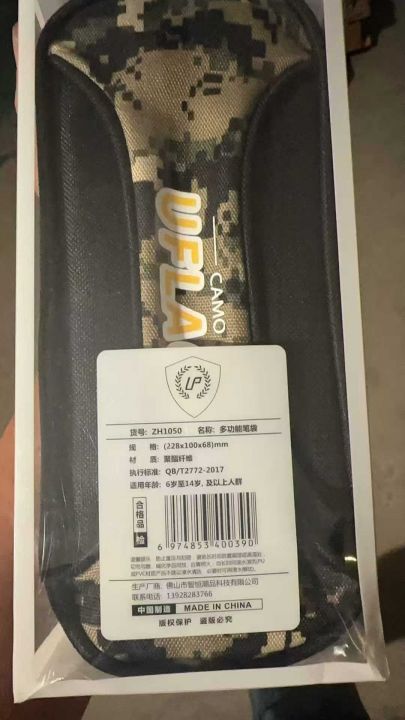 CAMO
UFLA
UP
货号: ZH1050 名称: 多功能笔袋
规 格: (228x100x68)mm
材 质: 聚酯纤维
执行标准: QB/T2772-2017
适用年龄: 6岁至14岁, 及以上人群
合格品 检
6 974853 400390
温馨提示:
生产厂商: 佛山市智恒潮品科技有限公司
联系电话: 13928283766
中国制造 MADE IN CHINA
版权保护 盗版必究